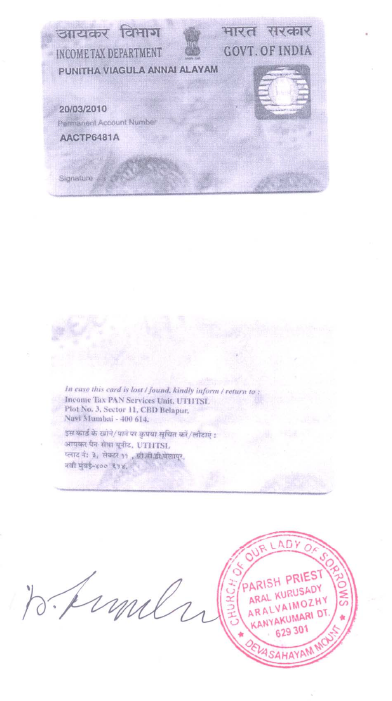 आयकर विभाग
भारत सरकार
INCOME TAX DEPARTMENT
GOVT. OF INDIA
PUNITHA VIAGULA ANNAI ALAYAM
20/03/2010
Permanent Account Number
AACTP6481A
Signature
In case this card is lost / found, kindly inform / return to :
Income Tax PAN Services Unit, UTITSL
Plot No. 3, Sector 11, CBD Belapur,
Navi Mumbai - 400 614.
इस कार्ड के खोने/पाने पर कृपया सूचित करें/लौटाएं :
आयकर पैन सेवा यूनीट, UTITSL
प्लाट नं: ३, सेक्टर ११ , सी.बी.डी.बेलापूर,
नवी मुंबई-४०० ६१४.
CHURCH OF OUR LADY OF SORROWS
PARISH PRIEST
ARAL KURUSADY
ARALVAIMOZHY
KANYAKUMARI DT.
629 301
★ DEVASAHAYAM MOUNT ★